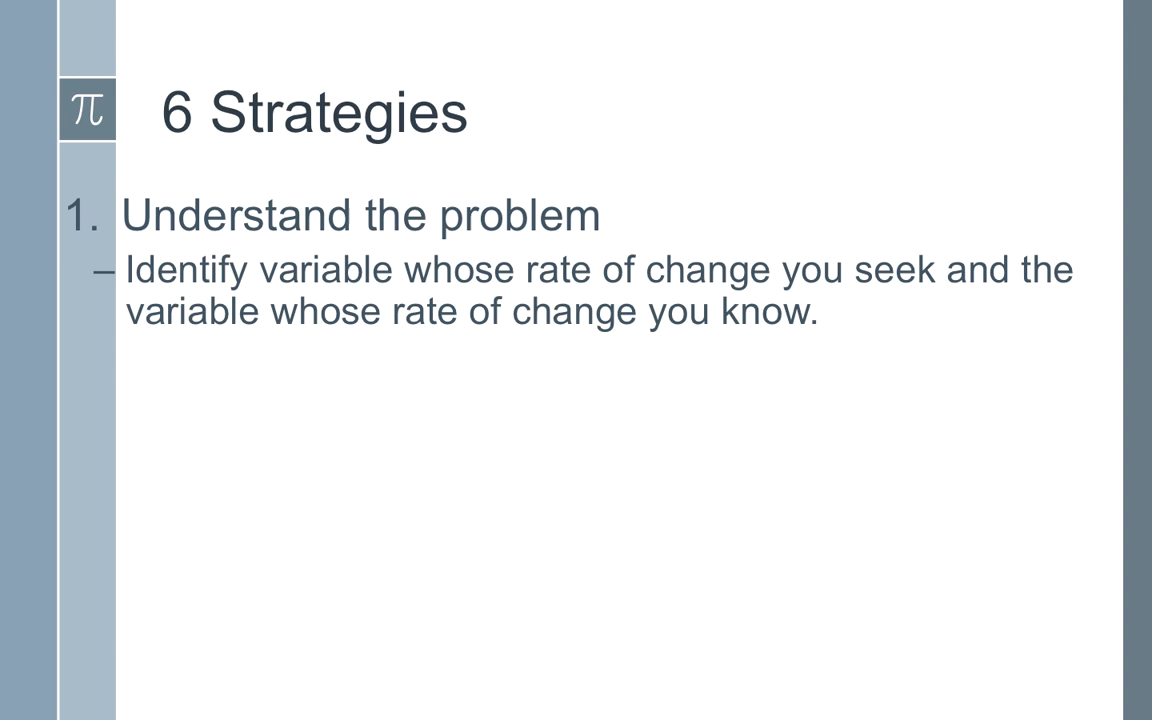 π
6 Strategies
1. Understand the problem
– Identify variable whose rate of change you seek and the
variable whose rate of change you know.